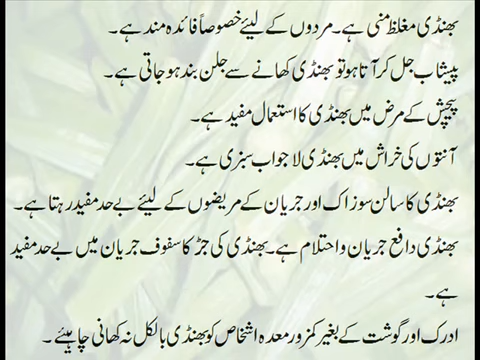 بھنڈی مغلظ منی ہے۔ مردوں کے لیئے خصوصاً فائدہ مند ہے۔
پیشاب جل کر آتا ہو تو بھنڈی کھانے سے جلن بند ہو جاتی ہے۔
پیچش کے مرض میں بھنڈی کا استعمال مفید ہے۔
آنتوں کی خراش میں بھنڈی لاجواب سبزی ہے۔
بھنڈی کا سالن سوزاک اور جریان کے مریضوں کے لیئے بے حد مفید رہتا ہے۔
بھنڈی دافع جریان و احتلام ہے۔ بھنڈی کی جڑ کا سفوف جریان میں بے حد مفید
ہے۔
ادرک اور گوشت کے بغیر کمزور معدہ اشخاص کو بھنڈی بالکل نہ کھانی چاہیئے۔